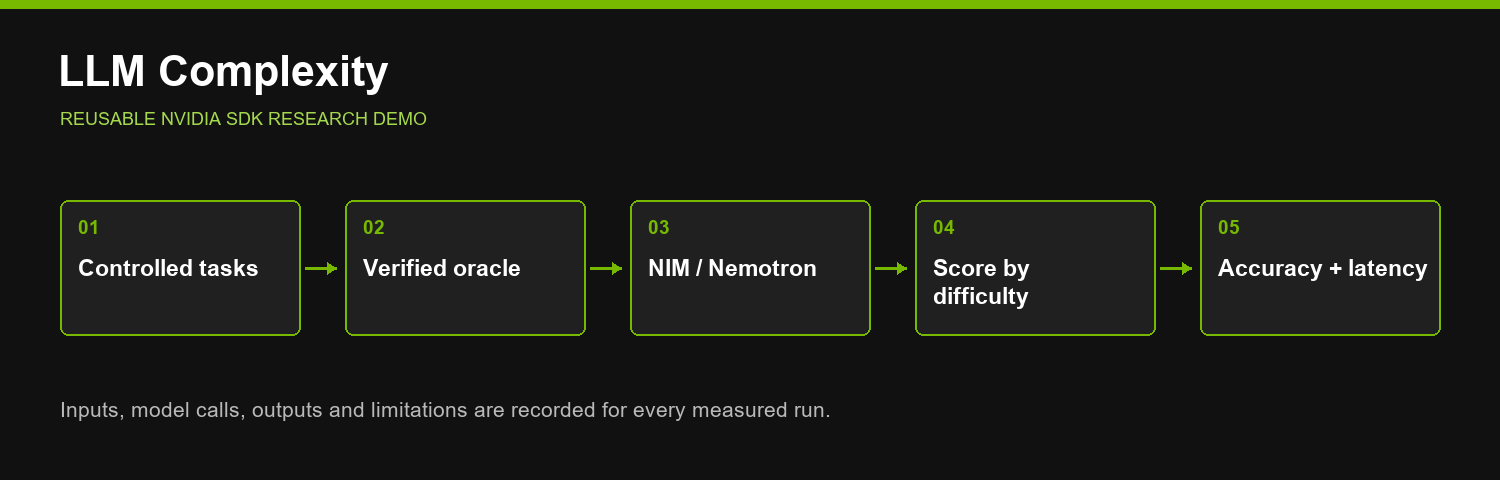 LLM Complexity
REUSABLE NVIDIA SDK RESEARCH DEMO
01
Controlled tasks
02
Verified oracle
03
NIM / Nemotron
04
Score by
difficulty
05
Accuracy + latency
Inputs, model calls, outputs and limitations are recorded for every measured run.